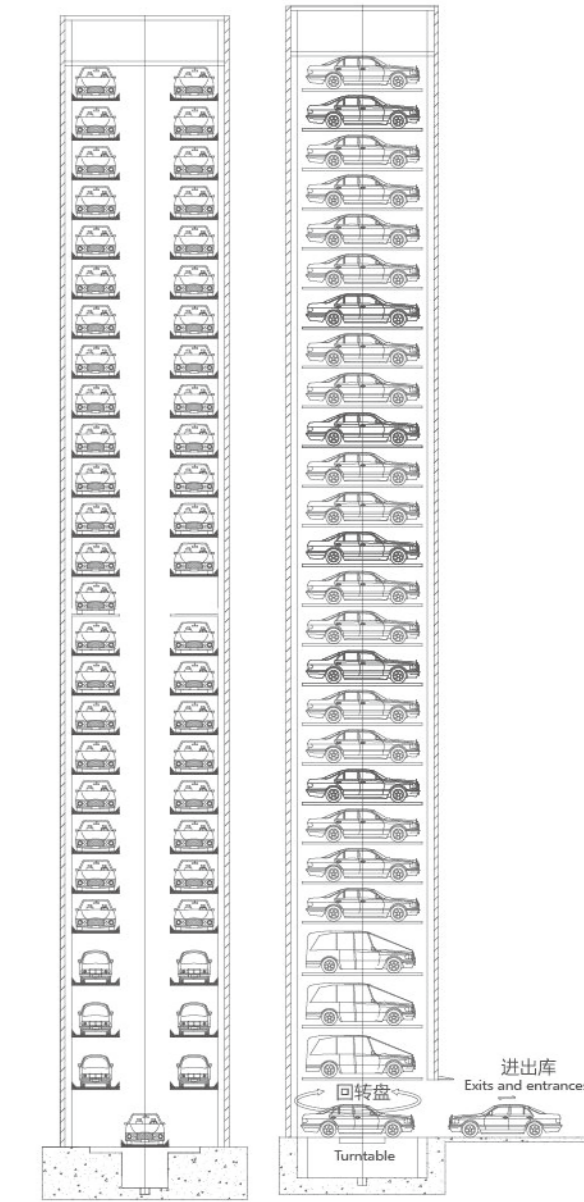 进出库
Exits and entrances
回转盘
Turntable